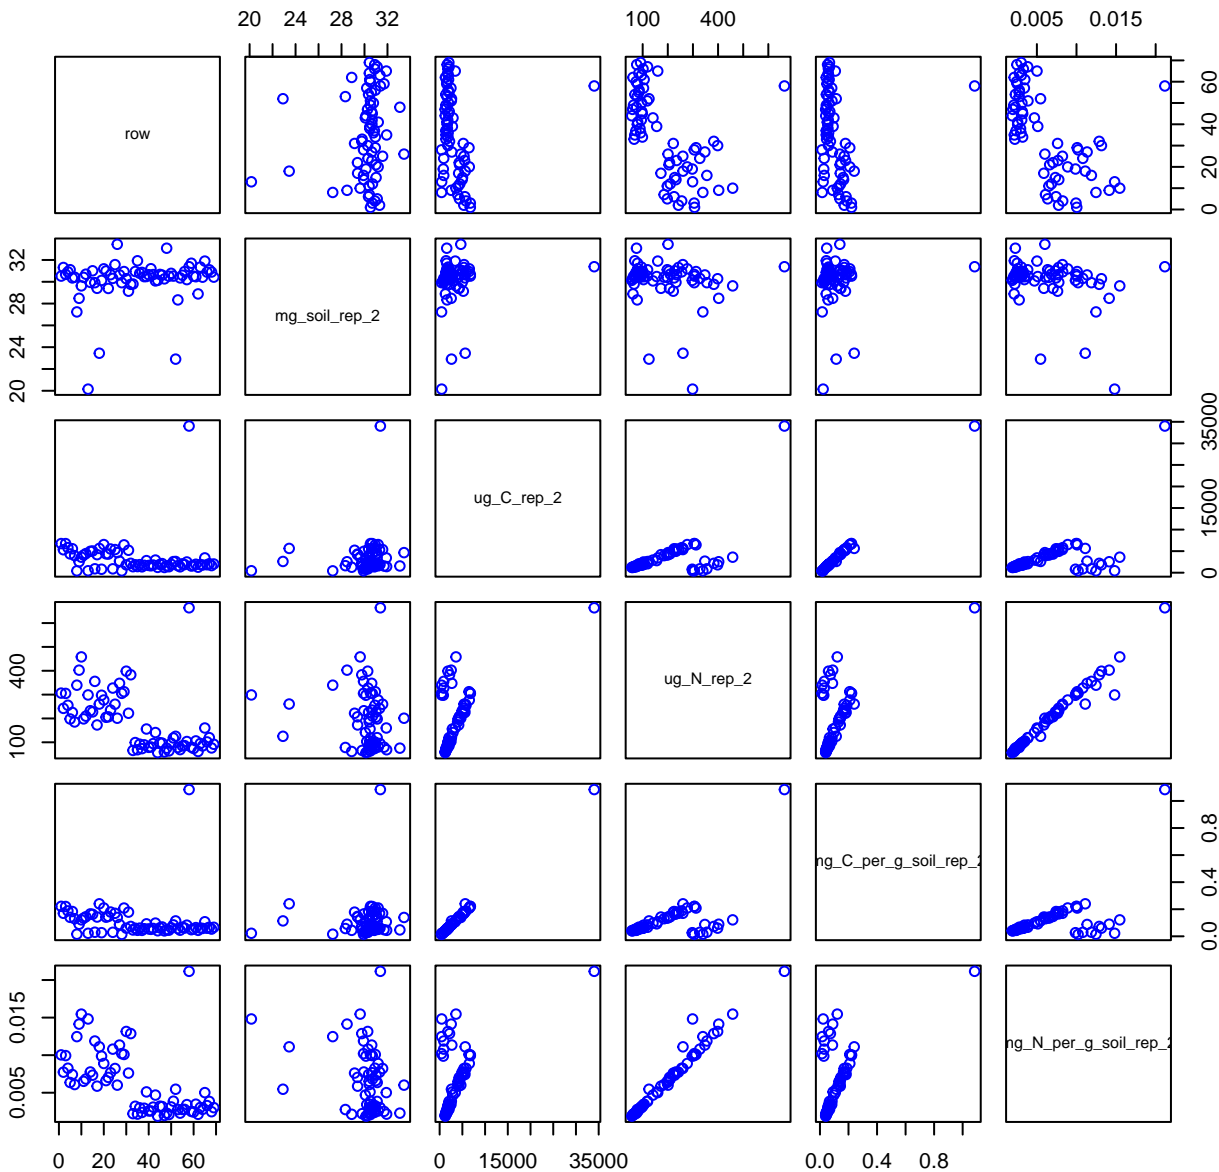 20 24 28 32 100 400 0.005 0.015
row
0 20 40 60
mg_soil_rep_2
20 24 28 32
ug_C_rep_2
0 15000 35000
ug_N_rep_2
100 400
mg_C_per_g_soil_rep_2
0.0 0.4 0.8
mg_N_per_g_soil_rep_2
0.005 0.015
0 20 40 60 0 15000 35000 0.0 0.4 0.8